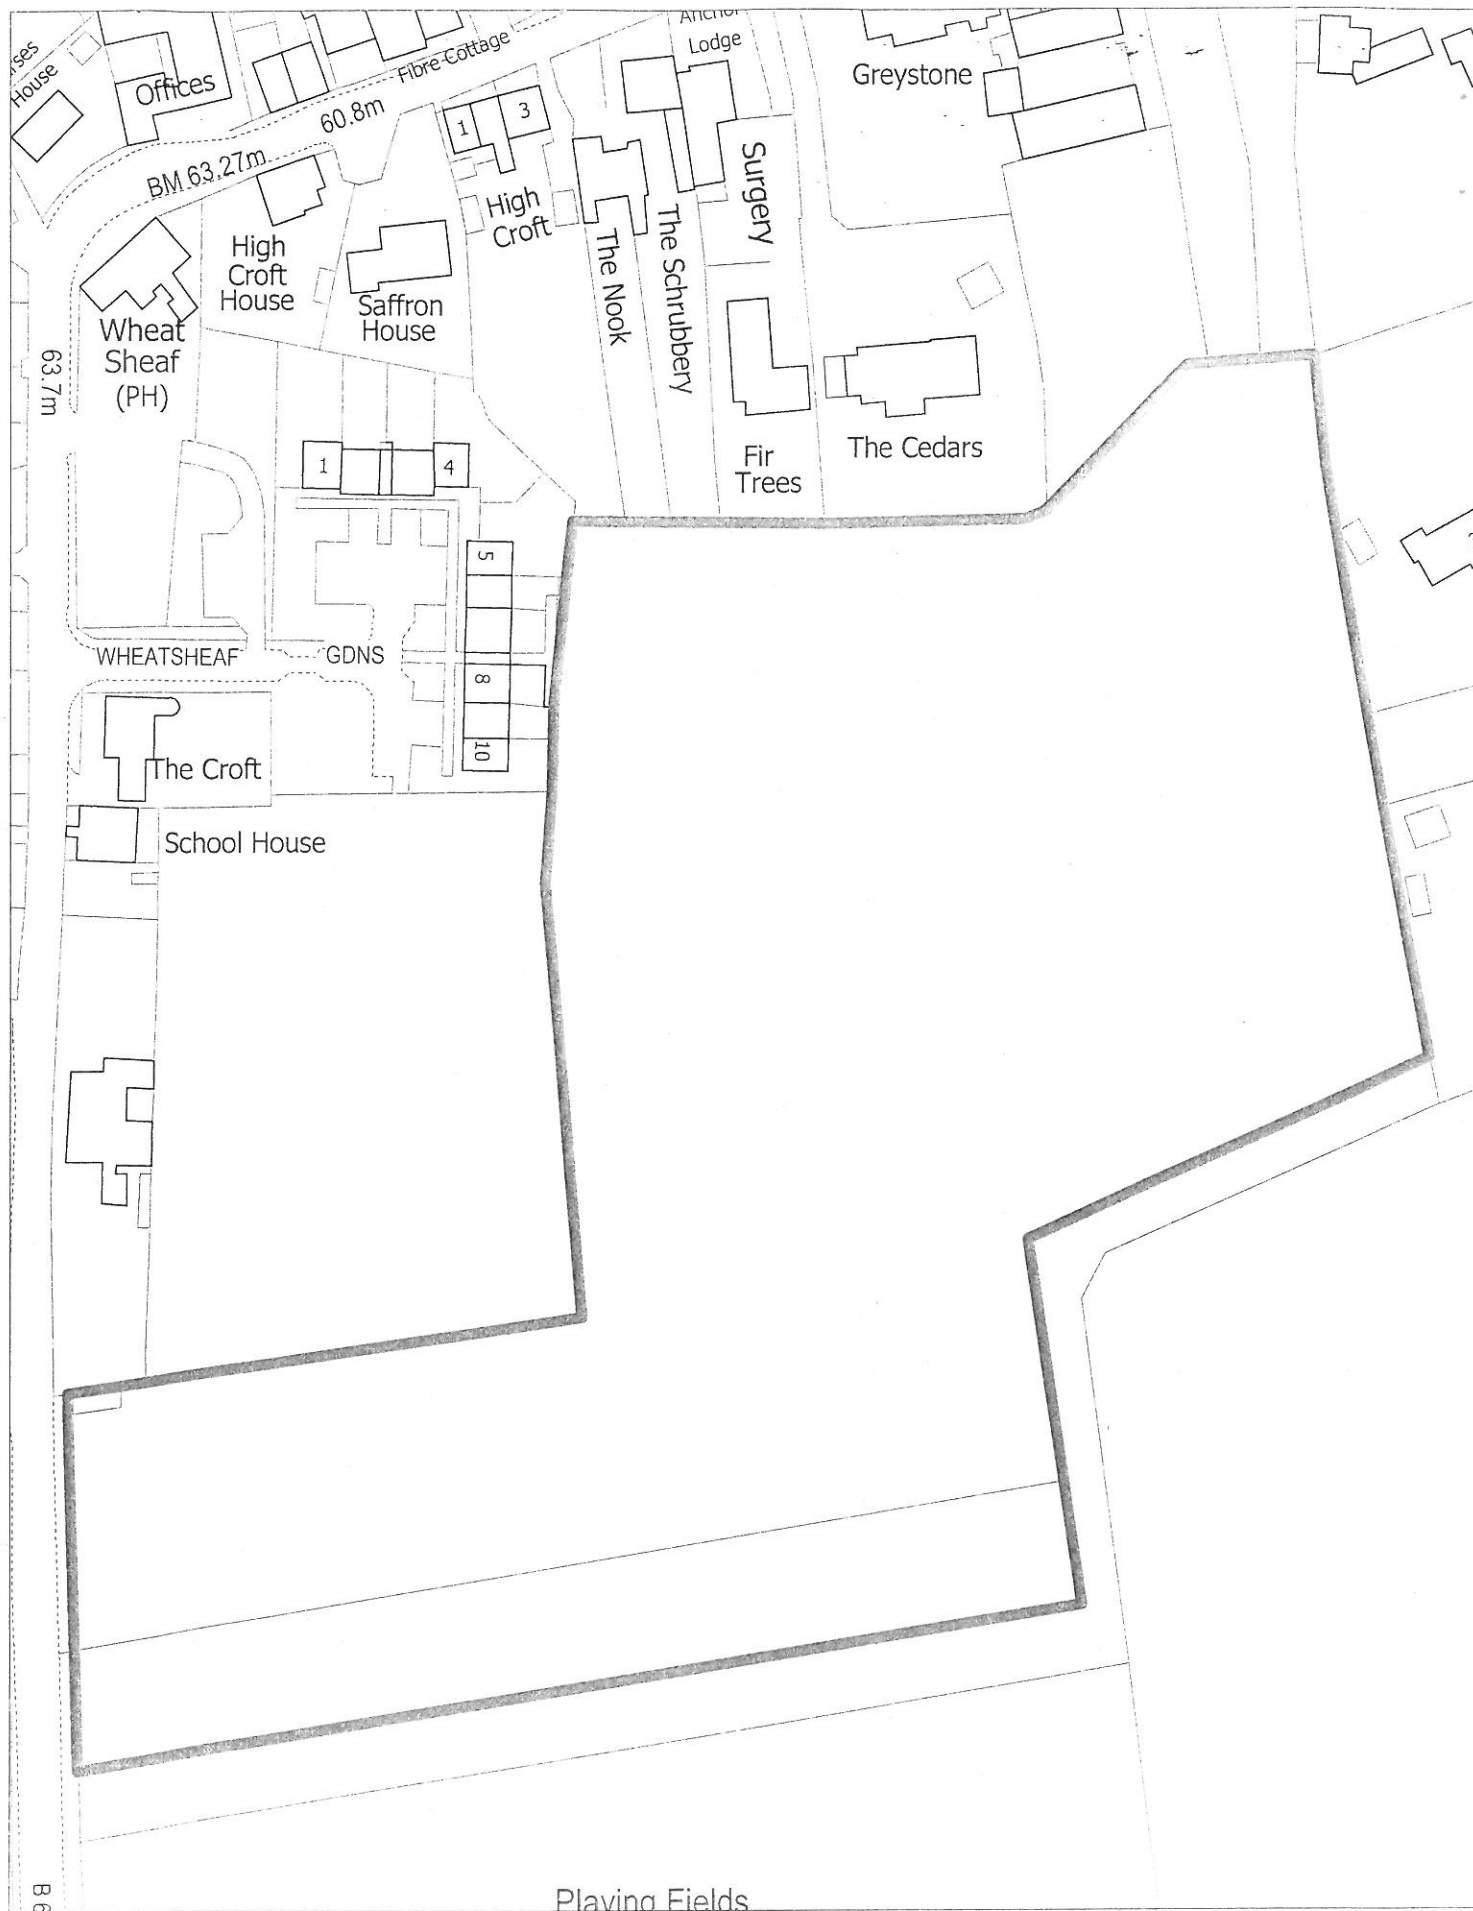 House
Offices
Fibre Cottage
60.8m
BM 63.27m
1
3
Lodge
Greystone
Surgery
High
Croft
The Nook
The Schrubbery
High
Croft
House
Saffron
House
Wheat
Sheaf
(PH)
63.7m
Fir
Trees
The Cedars
1
4
5
8
10
WHEATSHEAF GDNS
The Croft
School House
Playing Fields
B 6